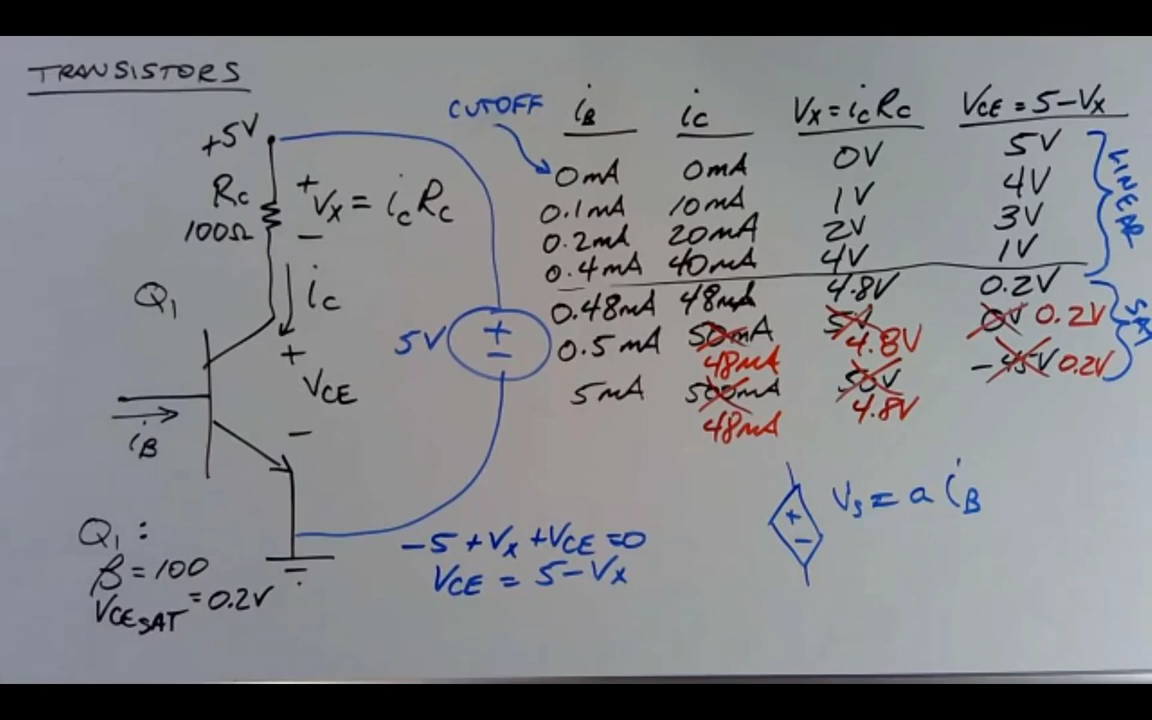 TRANSISTORS
+5V
RC
100Ω
+
VX = iC RC
−
iC
Q1
+
VCE
−
iB
Q1:
β = 100
VCESAT = 0.2V
5V
+
−
−5 + VX + VCE = 0
VCE = 5 − VX
CUTOFF
iB iC VX = iC RC VCE = 5 − VX
0mA 0mA 0V 5V
0.1mA 10mA 1V 4V
0.2mA 20mA 2V 3V
0.4mA 40mA 4V 1V
0.48mA 48mA 4.8V 0.2V
0.5mA 50mA 5V 0V 0.2V
48mA 4.8V
5mA 500mA 50V −45V 0.2V
48mA 4.8V
LINEAR
SAT
+
−
VS = a iB